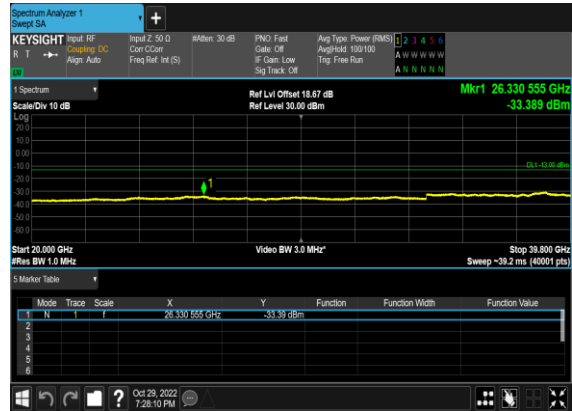 Spectrum Analyzer 1
Swept SA
KEYSIGHT Input: RF Input Z: 50 Ω #Atten: 30 dB PNO: Fast Avg Type: Power (RMS) 1 2 3 4 5 6
R T Coupling: DC Corr CCorr Gate: Off Avg|Hold: 100/100 A W W W W W
Align: Auto Freq Ref: Int (S) IF Gain: Low Trig: Free Run
LW Sig Track: Off A N N N N N
1 Spectrum Ref Lvl Offset 18.67 dB Mkr1 26.330 555 GHz
Scale/Div 10 dB Ref Level 30.00 dBm -33.389 dBm
Log
20.0
10.0
0.00
-10.0 DL1 -13.00 dBm
-20.0 1
-30.0
-40.0
-50.0
-60.0
Start 20.000 GHz Video BW 3.0 MHz* Stop 39.800 GHz
#Res BW 1.0 MHz Sweep ~39.2 ms (40001 pts)
5 Marker Table
Mode Trace Scale X Y Function Function Width Function Value
1 N 1 f 26.330 555 GHz -33.39 dBm
2
3
4
5
6
? Oct 29, 2022
7:28:10 PM